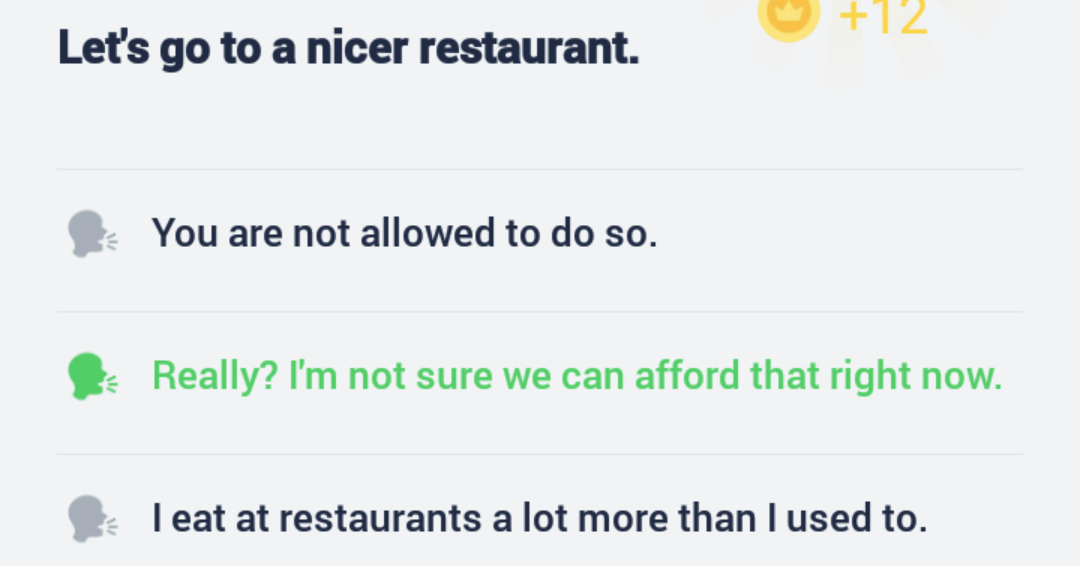 +12
Let's go to a nicer restaurant.
You are not allowed to do so.
Really? I'm not sure we can afford that right now.
I eat at restaurants a lot more than I used to.